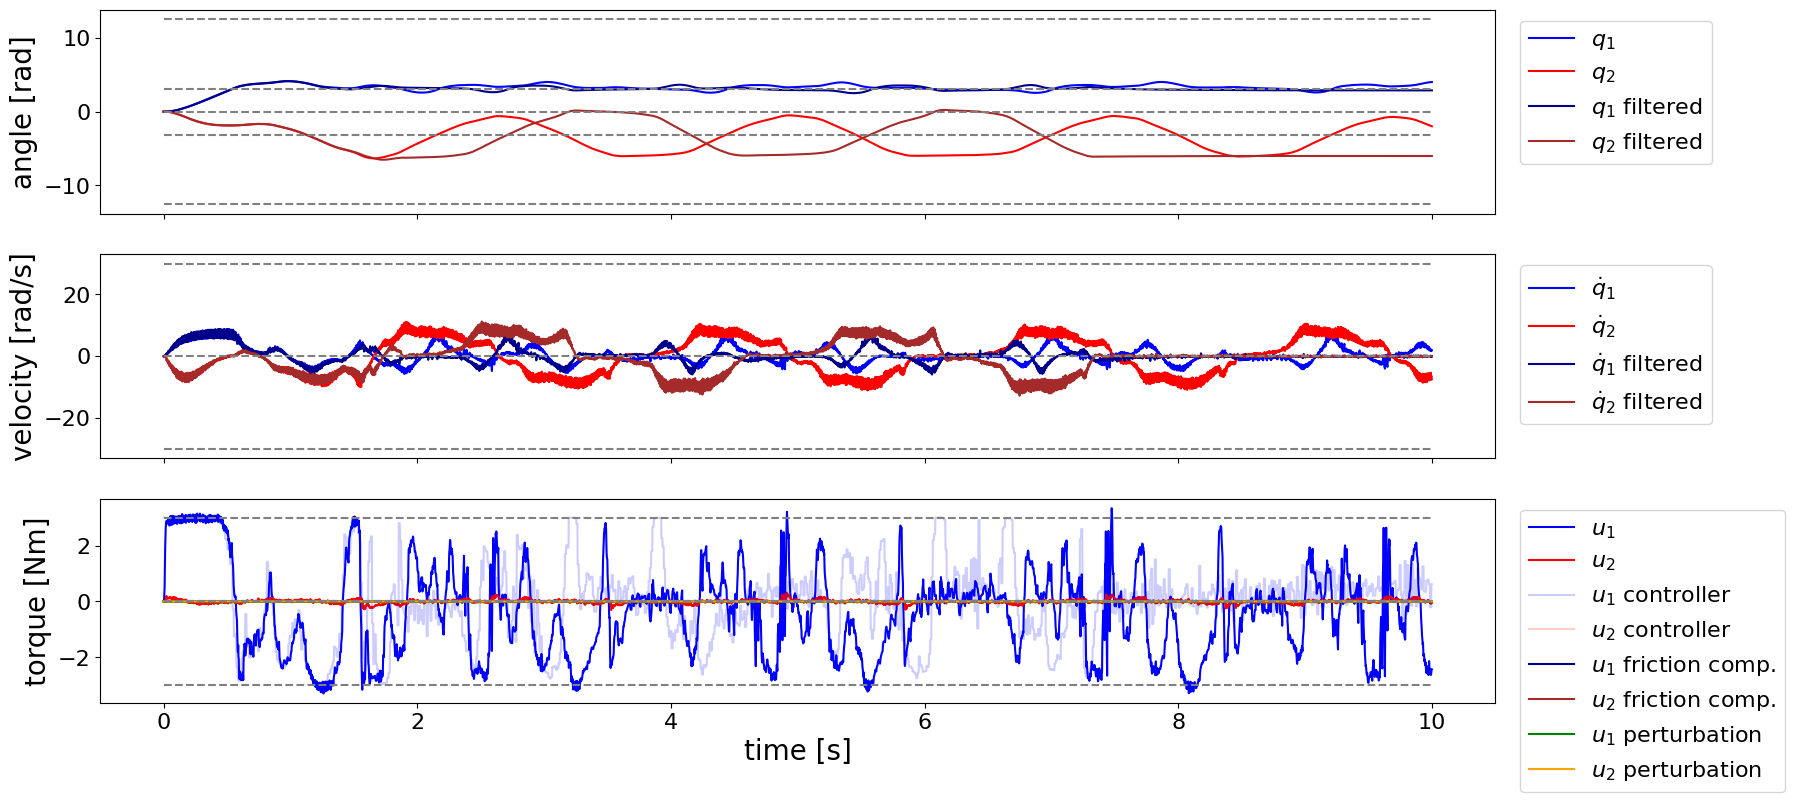 angle [rad]
10
0
−10
q₁
q₂
q₁ filtered
q₂ filtered
velocity [rad/s]
20
0
−20
q̇₁
q̇₂
q̇₁ filtered
q̇₂ filtered
torque [Nm]
2
0
−2
0 2 4 6 8 10
time [s]
u₁
u₂
u₁ controller
u₂ controller
u₁ friction comp.
u₂ friction comp.
u₁ perturbation
u₂ perturbation